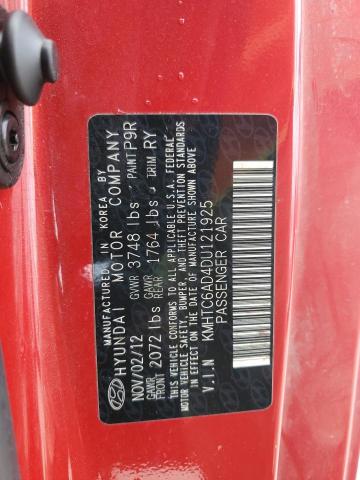 MANUFACTURED IN KOREA BY
HYUNDAI MOTOR COMPANY
NOV/02/12 GVWR 3748 lbs PAINT P9R
GAWR FRONT 2072 lbs GAWR REAR 1764 lbs TRIM RY
THIS VEHICLE CONFORMS TO ALL APPLICABLE U.S.A. FEDERAL
MOTOR VEHICLE SAFETY, BUMPER, AND THEFT PREVENTION
STANDARDS IN EFFECT ON THE DATE OF MANUFACTURE SHOWN ABOVE
V.I.N KMHTC6AD4DU121925
PASSENGER CAR